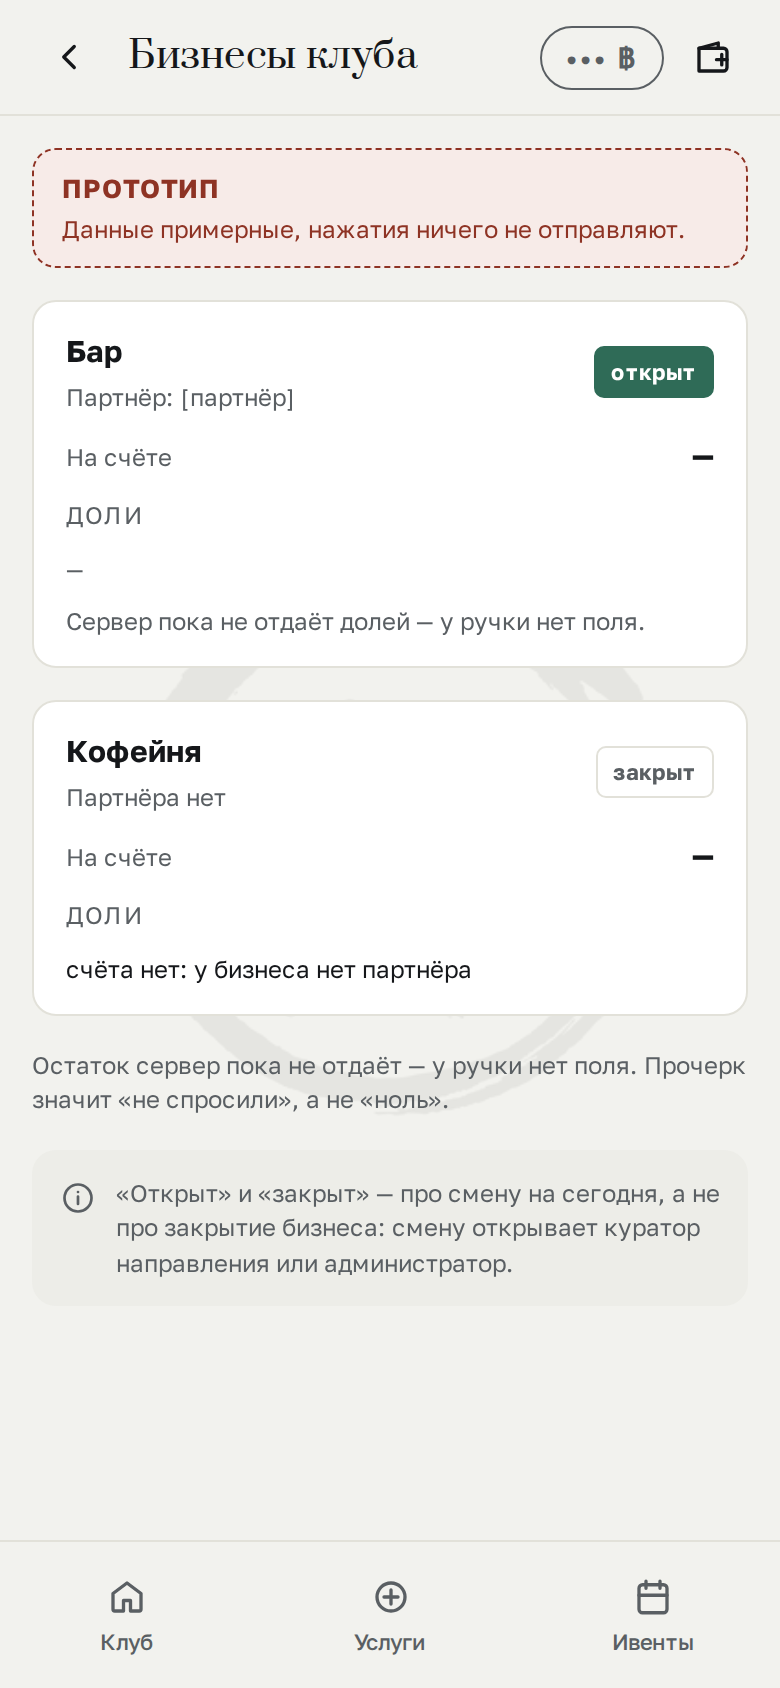 Бизнесы клуба
••• ฿
ПРОТОТИП
Данные примерные, нажатия ничего не отправляют.
Бар
открыт
Партнёр: [партнёр]
На счёте —
ДОЛИ
—
Сервер пока не отдаёт долей — у ручки нет поля.
Кофейня
закрыт
Партнёра нет
На счёте —
ДОЛИ
счёта нет: у бизнеса нет партнёра
Остаток сервер пока не отдаёт — у ручки нет поля. Прочерк
значит «не спросили», а не «ноль».
«Открыт» и «закрыт» — про смену на сегодня, а не
про закрытие бизнеса: смену открывает куратор
направления или администратор.
Клуб Услуги Ивенты